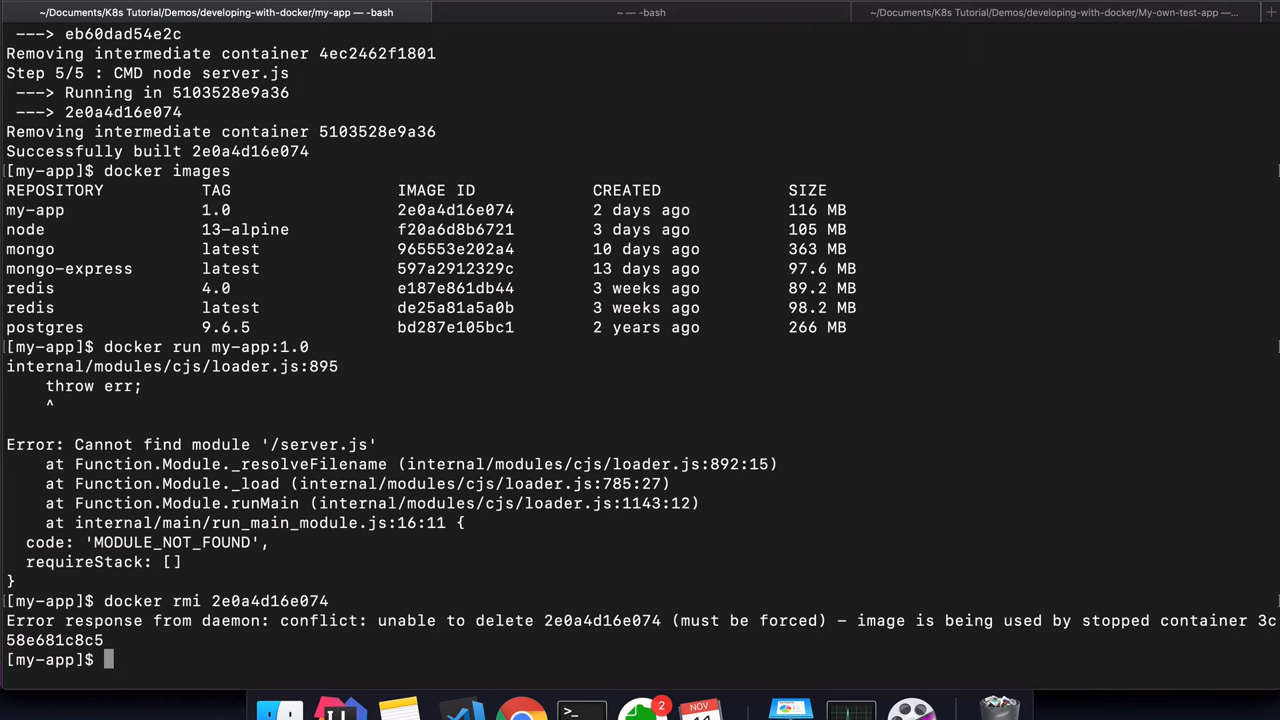 ~/Documents/K8s Tutorial/Demos/developing-with-docker/my-app — -bash
~ — -bash
~/Documents/K8s Tutorial/Demos/developing-with-docker/My-own-test-app —...
---> eb60dad54e2c
Removing intermediate container 4ec2462f1801
Step 5/5 : CMD node server.js
---> Running in 5103528e9a36
---> 2e0a4d16e074
Removing intermediate container 5103528e9a36
Successfully built 2e0a4d16e074
[my-app]$ docker images
REPOSITORY TAG IMAGE ID CREATED SIZE
my-app 1.0 2e0a4d16e074 2 days ago 116 MB
node 13-alpine f20a6d8b6721 3 days ago 105 MB
mongo latest 965553e202a4 10 days ago 363 MB
mongo-express latest 597a2912329c 13 days ago 97.6 MB
redis 4.0 e187e861db44 3 weeks ago 89.2 MB
redis latest de25a81a5a0b 3 weeks ago 98.2 MB
postgres 9.6.5 bd287e105bc1 2 years ago 266 MB
[my-app]$ docker run my-app:1.0
internal/modules/cjs/loader.js:895
throw err;
^
Error: Cannot find module '/server.js'
at Function.Module._resolveFilename (internal/modules/cjs/loader.js:892:15)
at Function.Module._load (internal/modules/cjs/loader.js:785:27)
at Function.Module.runMain (internal/modules/cjs/loader.js:1143:12)
at internal/main/run_main_module.js:16:11 {
code: 'MODULE_NOT_FOUND',
requireStack: []
}
[my-app]$ docker rmi 2e0a4d16e074
Error response from daemon: conflict: unable to delete 2e0a4d16e074 (must be forced) - image is being used by stopped container 3c
58e681c8c5
[my-app]$
>_
2
NOV